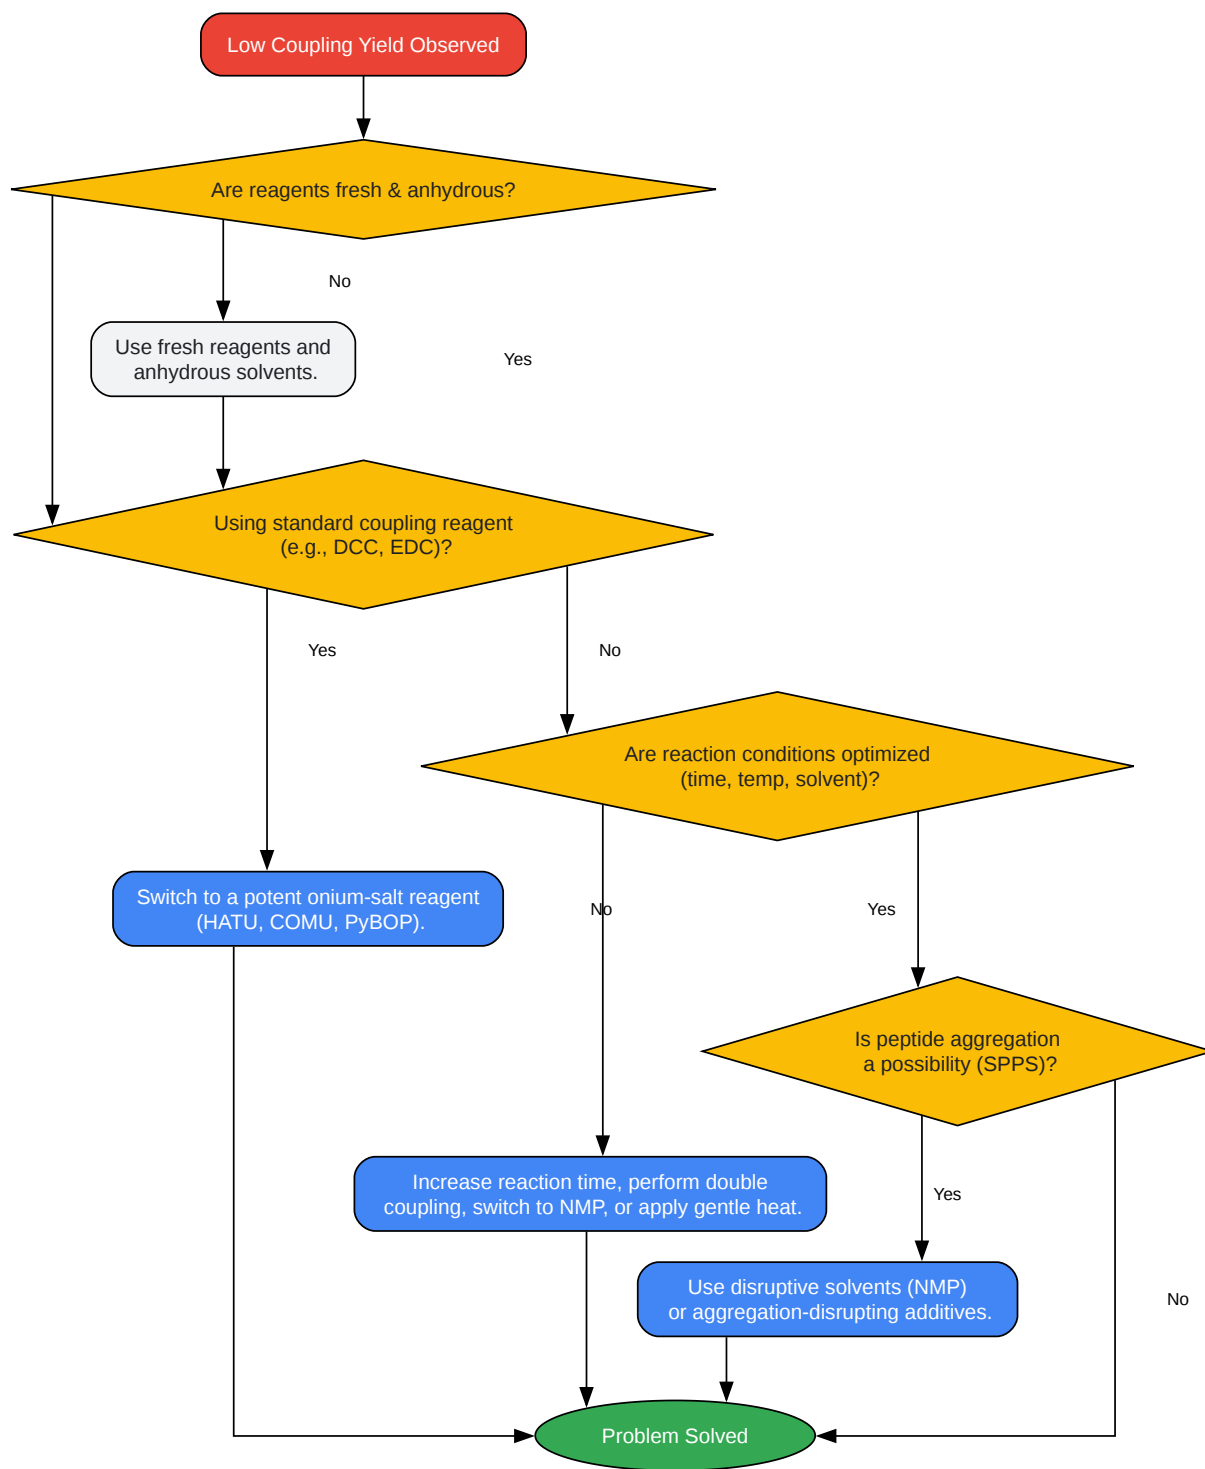 Low Coupling Yield Observed
Are reagents fresh & anhydrous?
No
Use fresh reagents and
anhydrous solvents.
Yes
Using standard coupling reagent
(e.g., DCC, EDC)?
Yes
No
Are reaction conditions optimized
(time, temp, solvent)?
Switch to a potent onium-salt reagent
(HATU, COMU, PyBOP).
No
Yes
Is peptide aggregation
a possibility (SPPS)?
Increase reaction time, perform double
coupling, switch to NMP, or apply gentle heat.
Yes
Use disruptive solvents (NMP)
or aggregation-disrupting additives.
No
Problem Solved